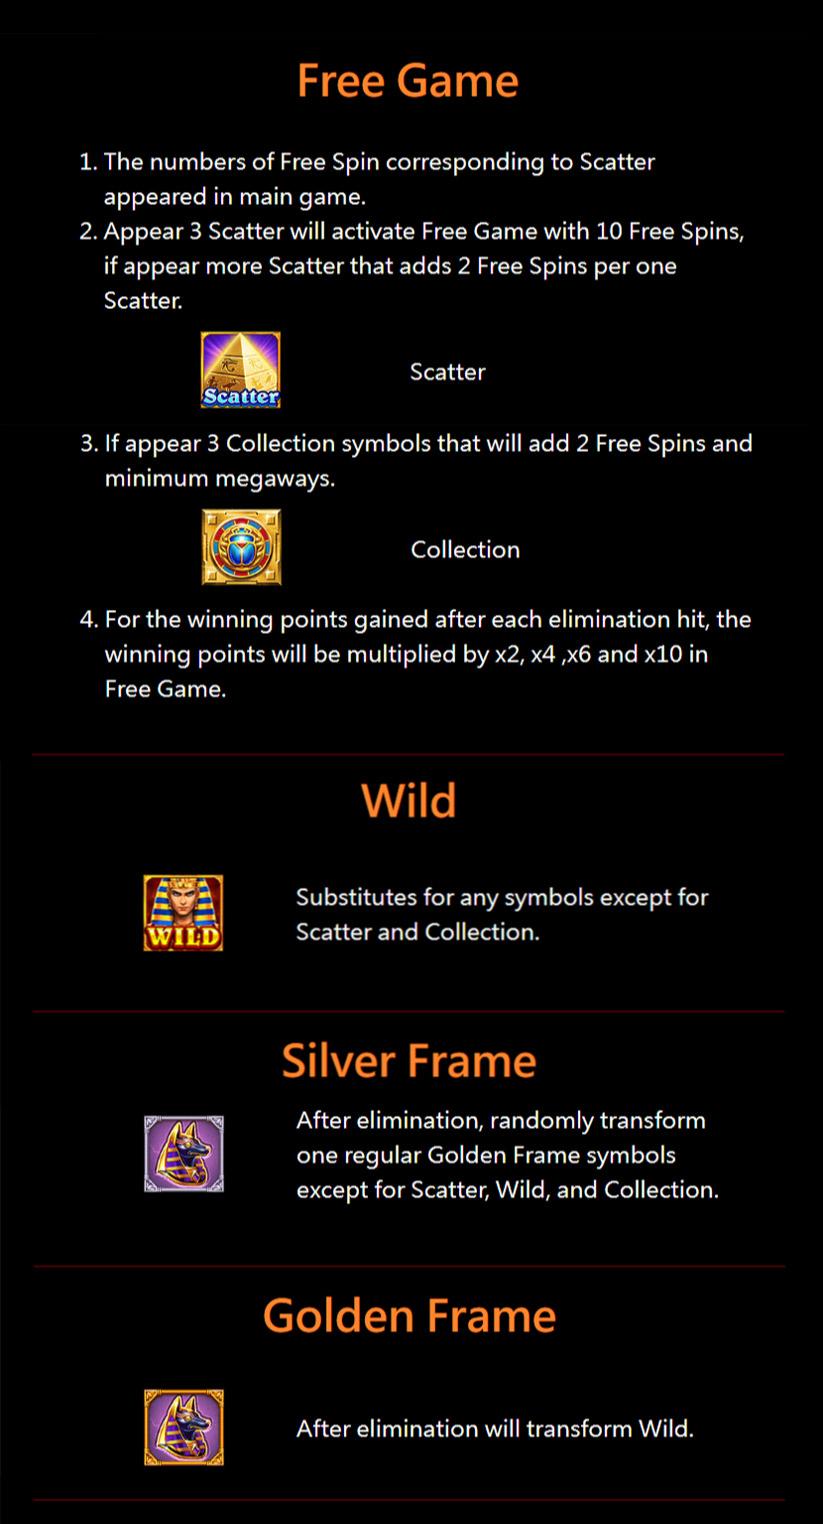 Free Game
1. The numbers of Free Spin corresponding to Scatter
appeared in main game.
2. Appear 3 Scatter will activate Free Game with 10 Free Spins,
if appear more Scatter that adds 2 Free Spins per one
Scatter.
Scatter
Scatter
3. If appear 3 Collection symbols that will add 2 Free Spins and
minimum megaways.
Collection
4. For the winning points gained after each elimination hit, the
winning points will be multiplied by x2, x4 ,x6 and x10 in
Free Game.
Wild
WILD
Substitutes for any symbols except for
Scatter and Collection.
Silver Frame
After elimination, randomly transform
one regular Golden Frame symbols
except for Scatter, Wild, and Collection.
Golden Frame
After elimination will transform Wild.